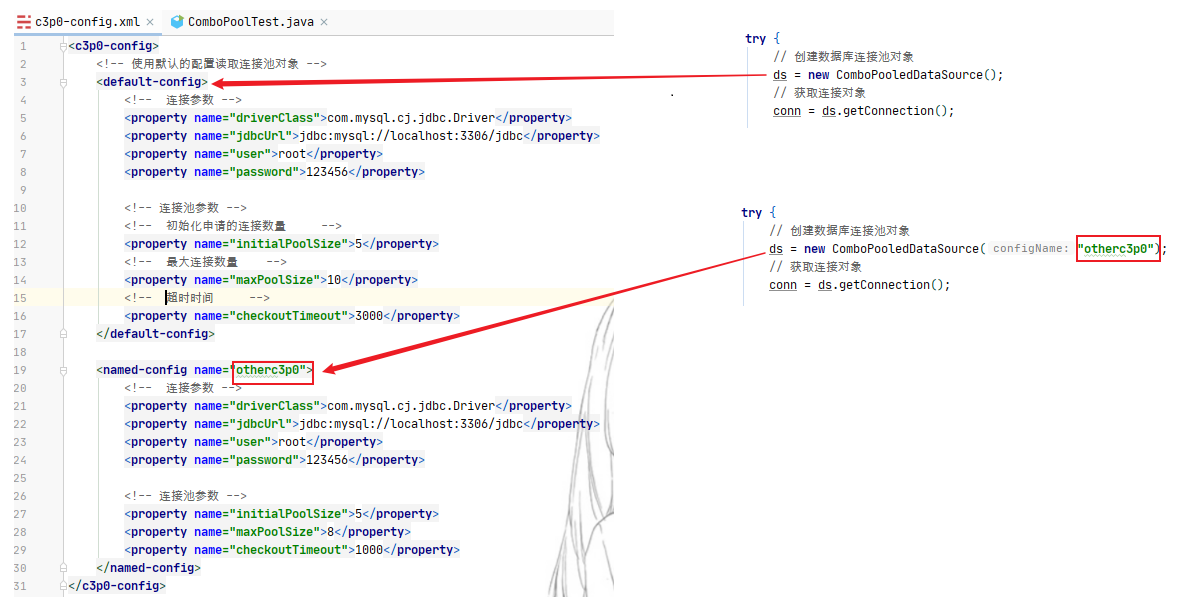 c3p0-config.xml × ComboPoolTest.java ×
1 <c3p0-config>
2 <!-- 使用默认的配置读取连接池对象 -->
3 <default-config>
4 <!-- 连接参数 -->
5 <property name="driverClass">com.mysql.cj.jdbc.Driver</property>
6 <property name="jdbcUrl">jdbc:mysql://localhost:3306/jdbc</property>
7 <property name="user">root</property>
8 <property name="password">123456</property>
9
10 <!-- 连接池参数 -->
11 <!-- 初始化申请的连接数量 -->
12 <property name="initialPoolSize">5</property>
13 <!-- 最大连接数量 -->
14 <property name="maxPoolSize">10</property>
15 <!-- 超时时间 -->
16 <property name="checkoutTimeout">3000</property>
17 </default-config>
18
19 <named-config name="otherc3p0">
20 <!-- 连接参数 -->
21 <property name="driverClass">com.mysql.cj.jdbc.Driver</property>
22 <property name="jdbcUrl">jdbc:mysql://localhost:3306/jdbc</property>
23 <property name="user">root</property>
24 <property name="password">123456</property>
25
26 <!-- 连接池参数 -->
27 <property name="initialPoolSize">5</property>
28 <property name="maxPoolSize">8</property>
29 <property name="checkoutTimeout">1000</property>
30 </named-config>
31 </c3p0-config>
try {
// 创建数据库连接池对象
ds = new ComboPooledDataSource();
// 获取连接对象
conn = ds.getConnection();
try {
// 创建数据库连接池对象
ds = new ComboPooledDataSource( configName: "otherc3p0");
// 获取连接对象
conn = ds.getConnection();